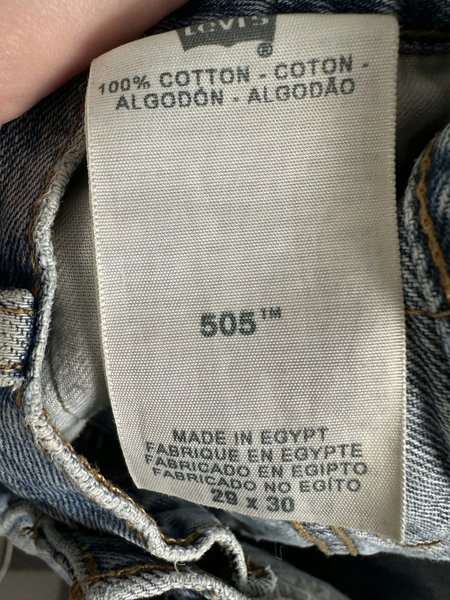 Levi's
®
100% COTTON - COTON -
ALGODÓN - ALGODÃO
505™
MADE IN EGYPT
FABRIQUE EN EGYPTE
FABRICADO EN EGIPTO
FABRICADO NO EGÍTO
29 x 30